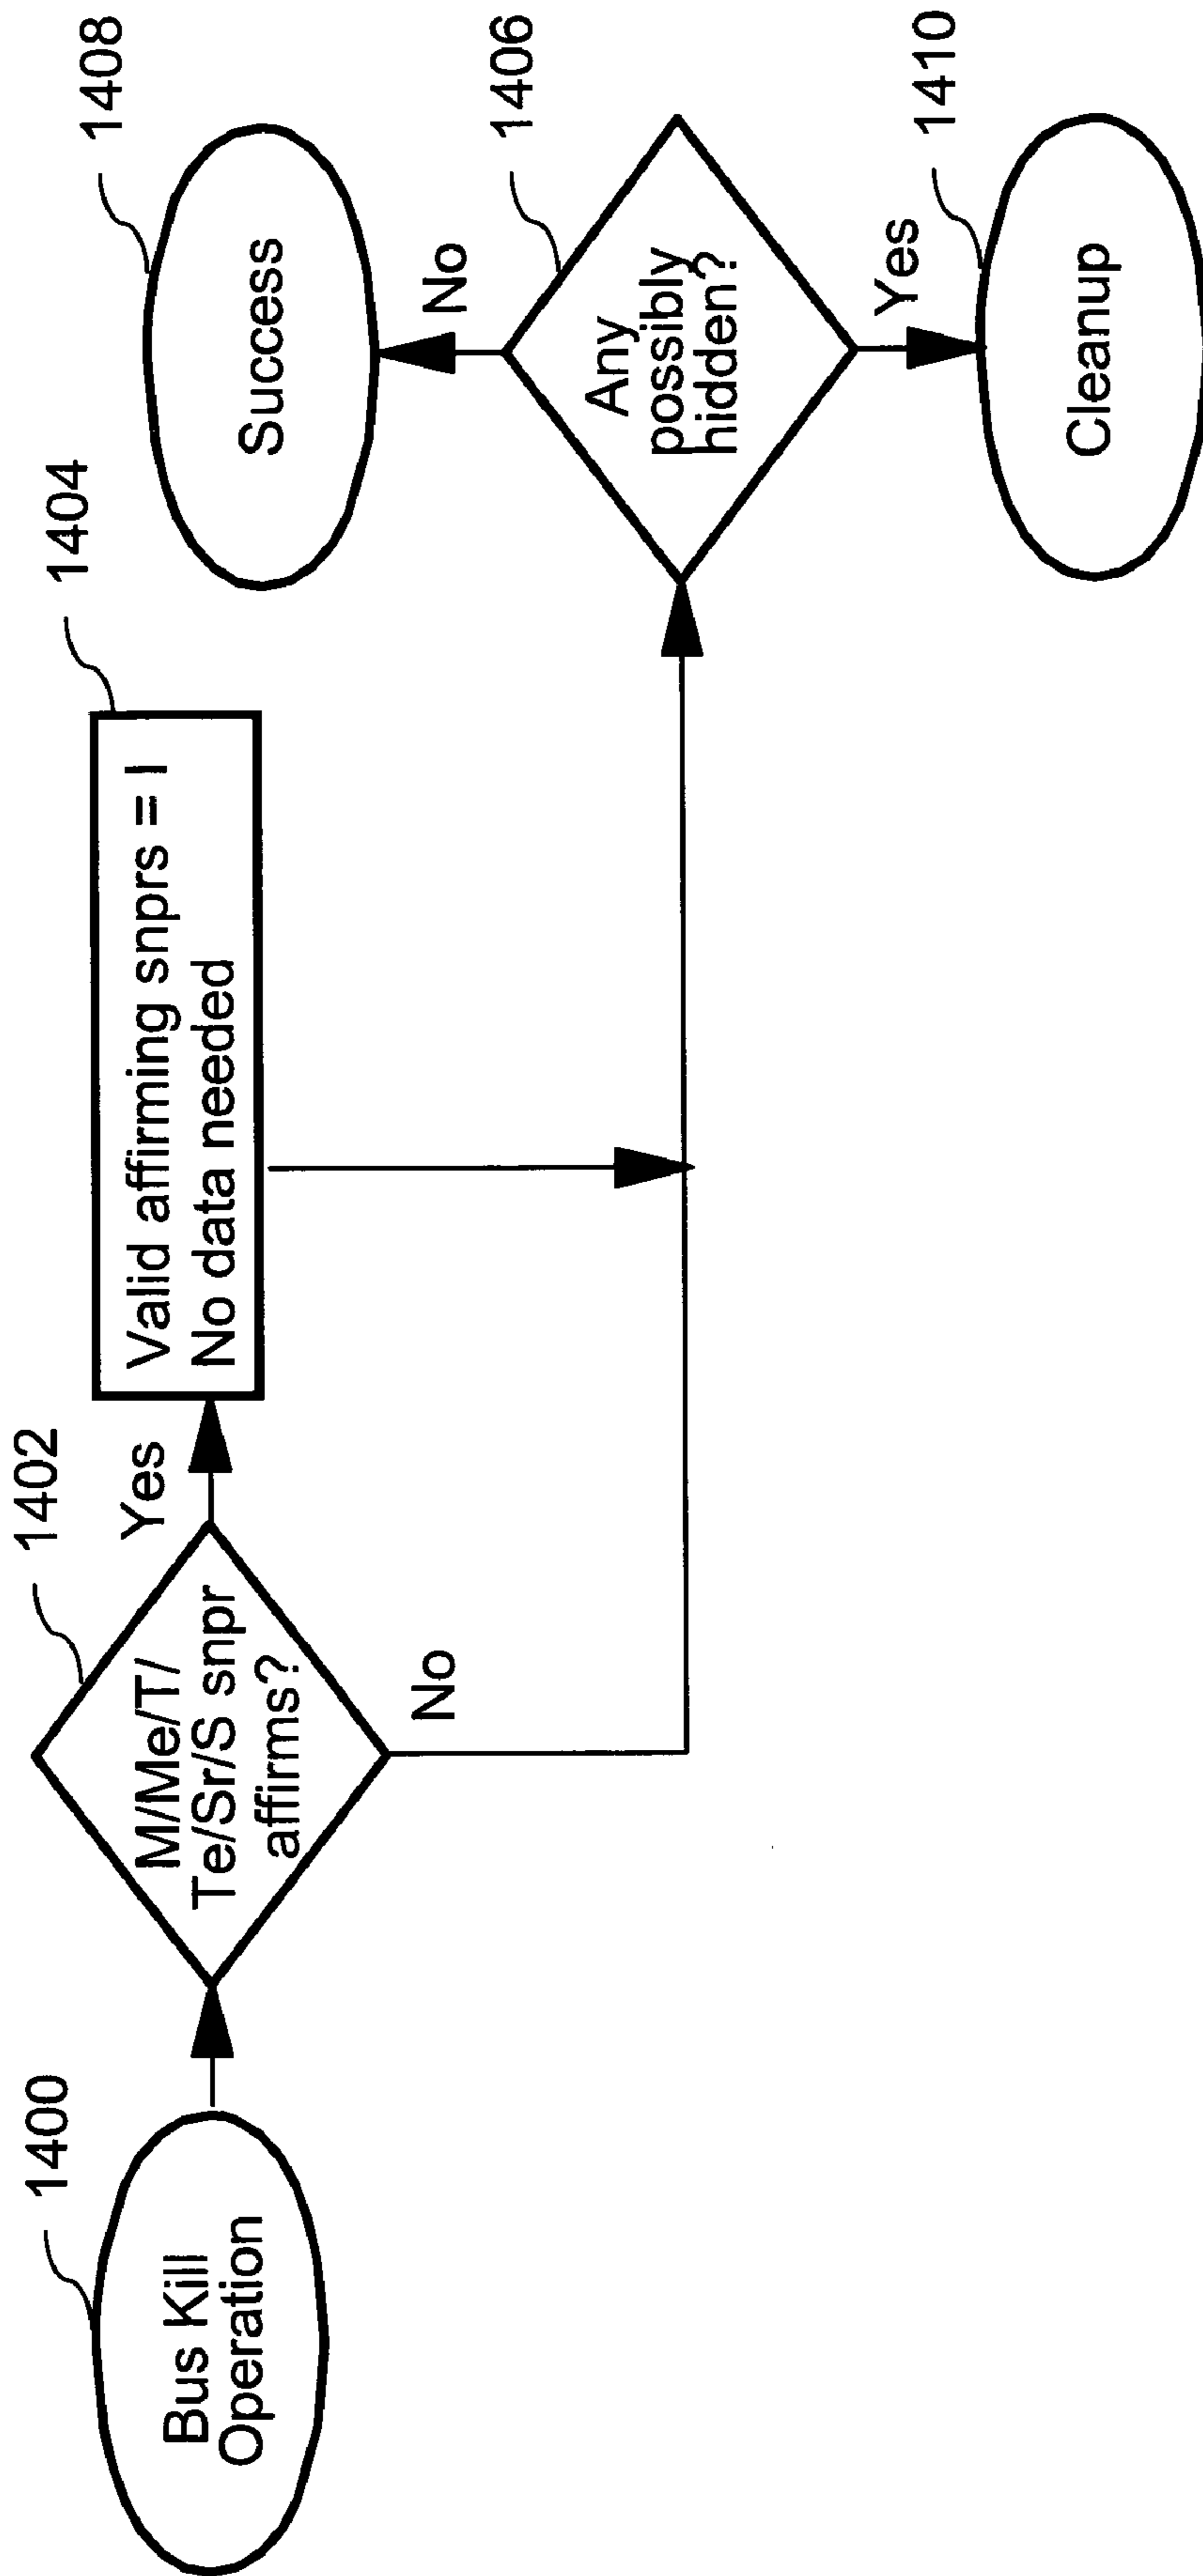 1400
Bus Kill
Operation
1402
M/Me/T/
Te/Sr/S snpr
affirms?
Yes
No
1404
Valid affirming snprs = I
No data needed
1406
Any
possibly
hidden?
No
Yes
1408
Success
1410
Cleanup